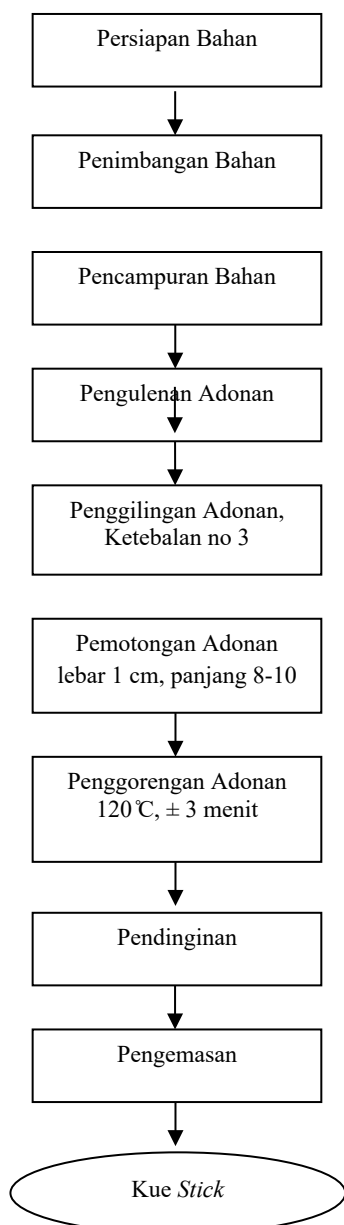 Persiapan Bahan
Penimbangan Bahan
Pencampuran Bahan
Pengulenan Adonan
Penggilingan Adonan,
Ketebalan no 3
Pemotongan Adonan
lebar 1 cm, panjang 8-10
Penggorengan Adonan
120 ̊C, ± 3 menit
Pendinginan
Pengemasan
Kue Stick